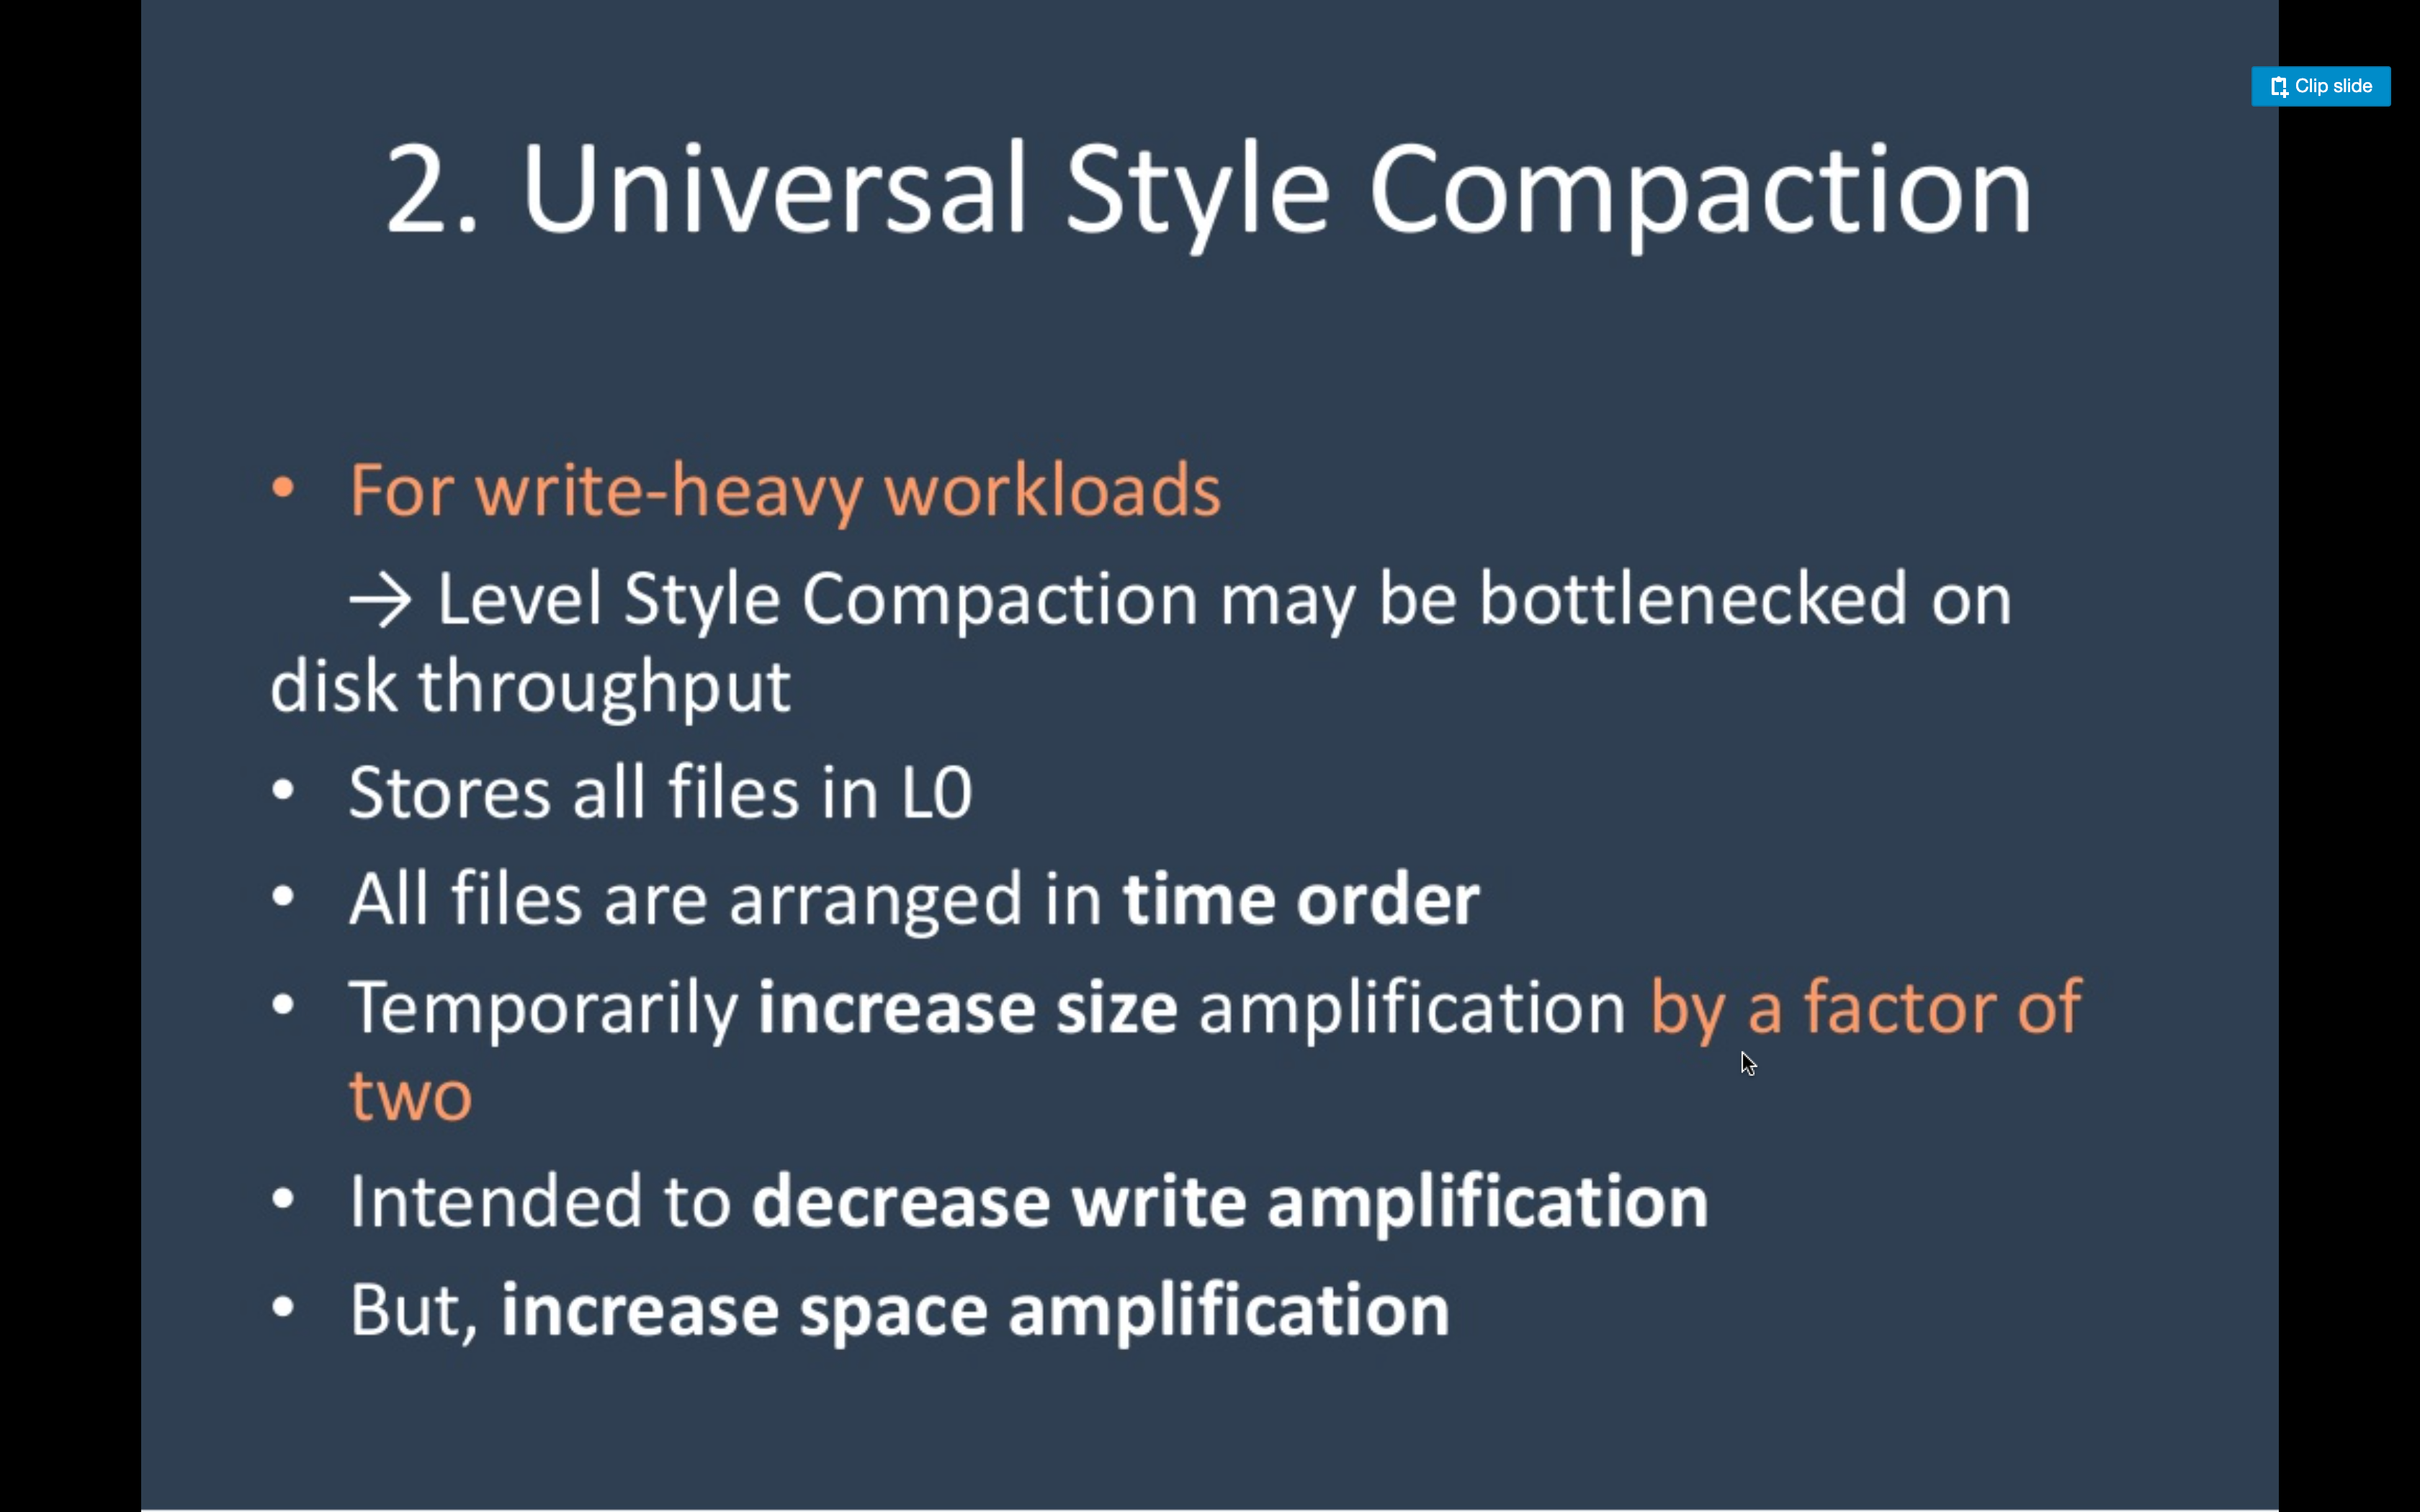 Clip slide
2. Universal Style Compaction
• For write-heavy workloads
→ Level Style Compaction may be bottlenecked on
disk throughput
• Stores all files in L0
• All files are arranged in time order
• Temporarily increase size amplification by a factor of
two
• Intended to decrease write amplification
• But, increase space amplification